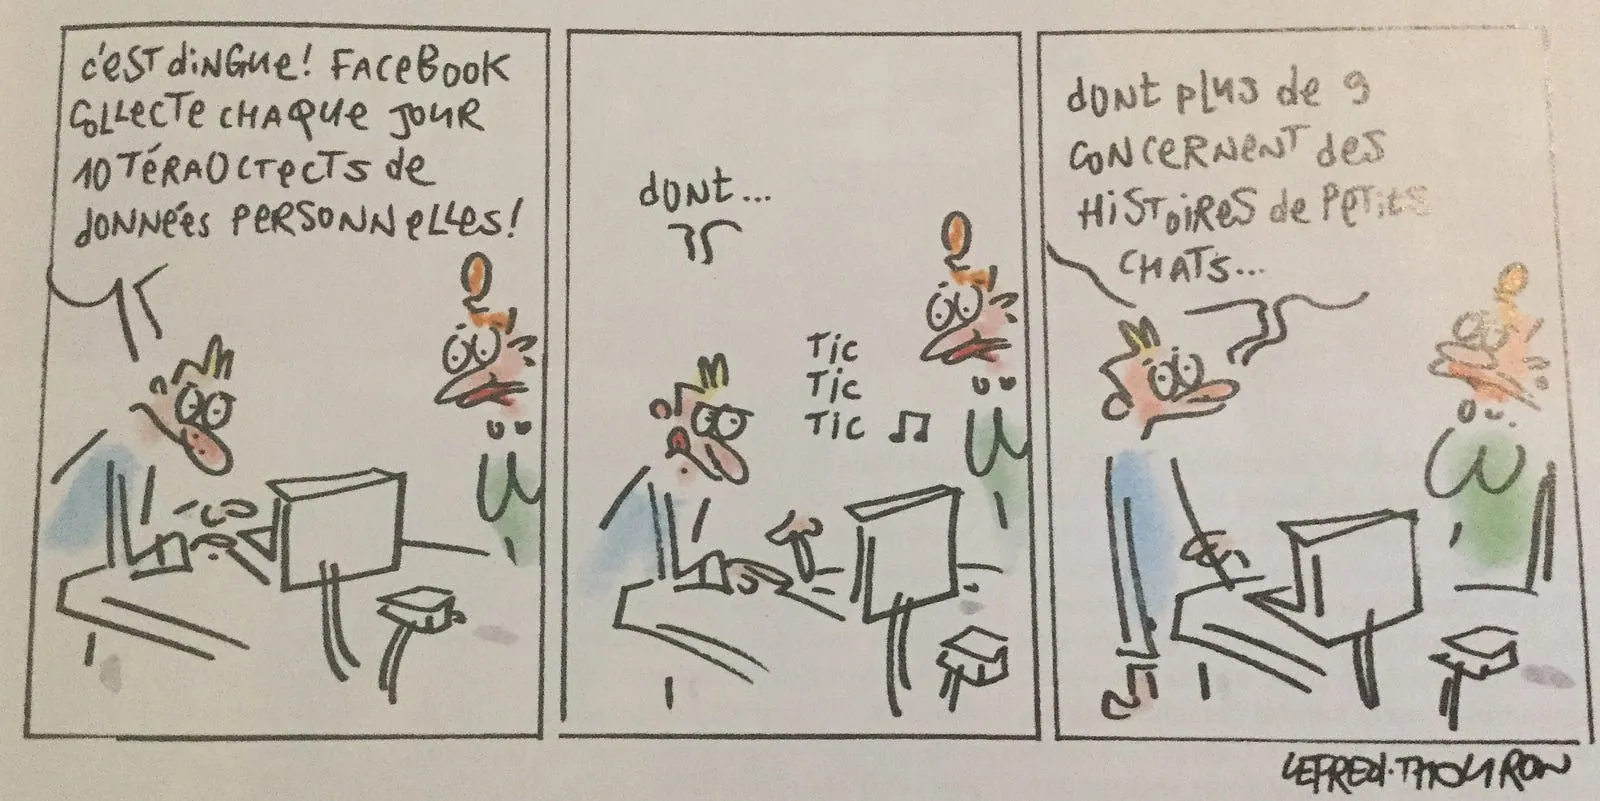 c'EST diNGue! FACeBOOK
COLLECTE CHAQUE JOUR
10 TÉRAOCTECTS de
dONNéeS PERSONNeLLes!
dONT...
Tic
Tic
Tic ♫
dONT PLUS de 9
CONCERNENT des
HiSToiRES de PETiTS
CHATS...
LEFRED-THOURON